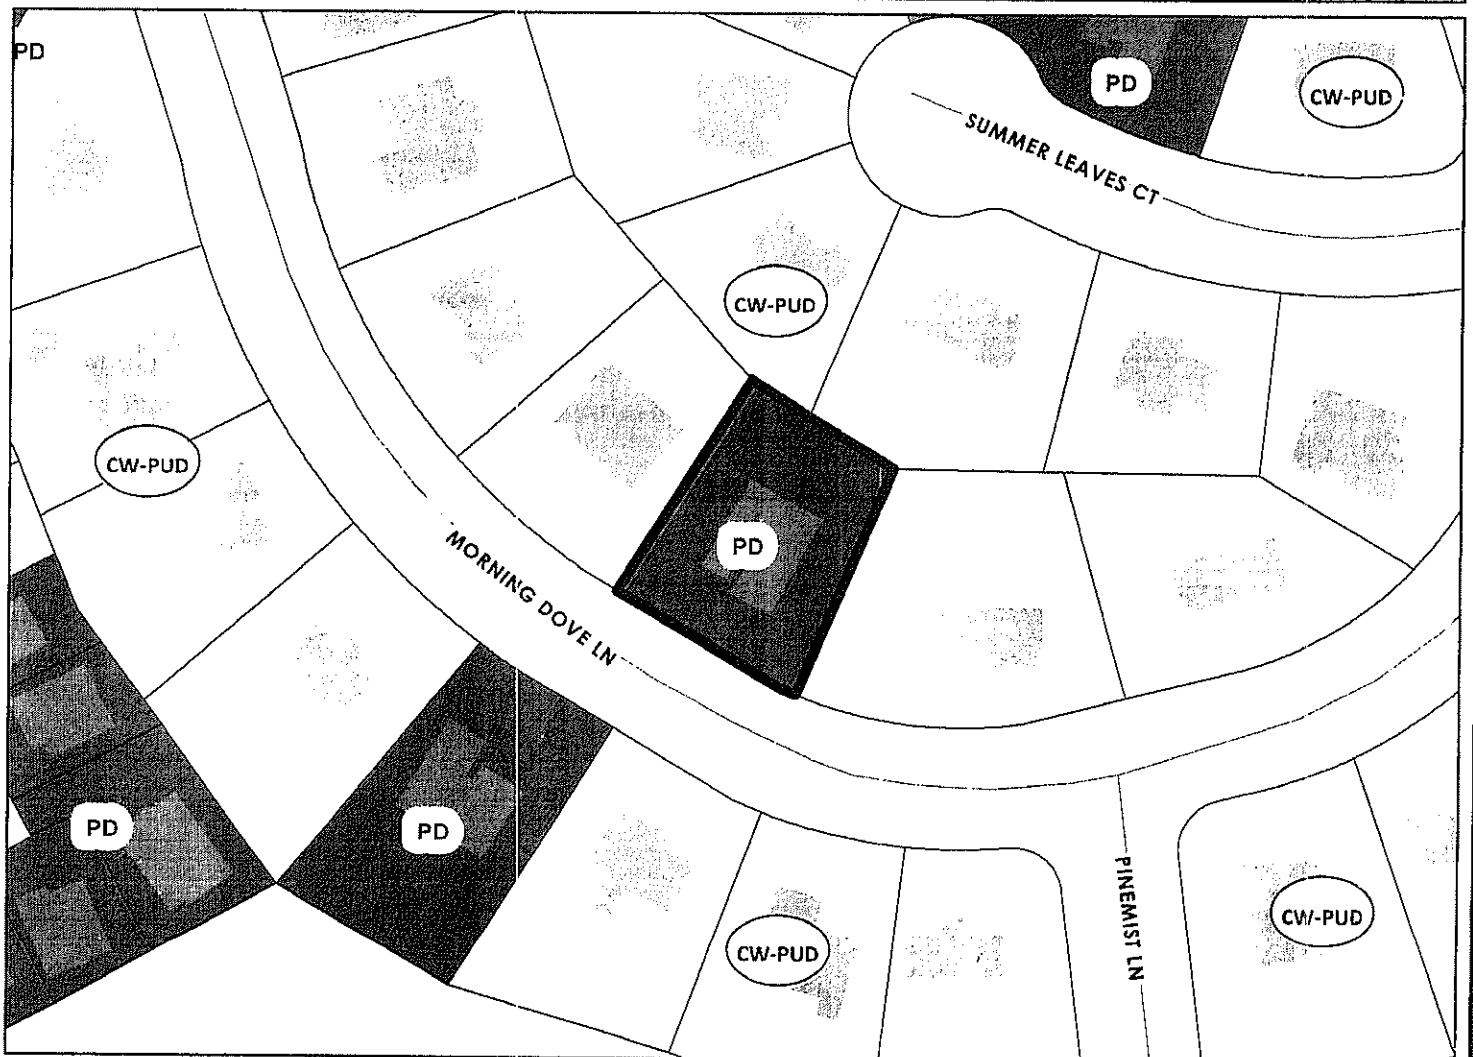 PD
PD
CW-PUD
SUMMER LEAVES CT
CW-PUD
CW-PUD
PD
MORNING DOVE LN
PD
PD
PINEMIST LN
CW-PUD
CW-PUD